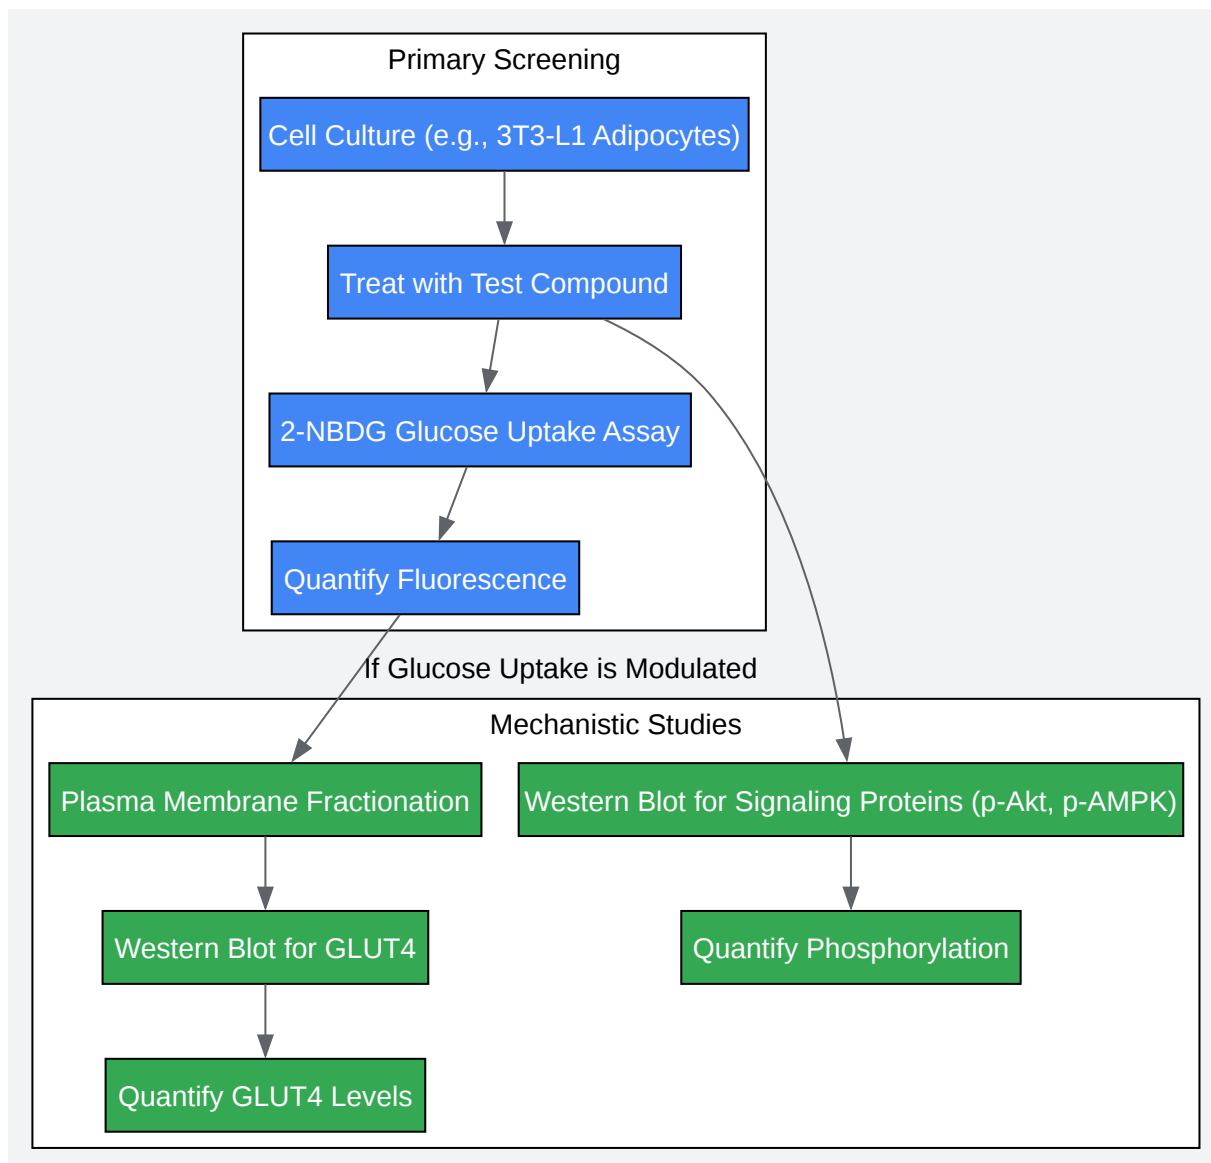 Primary Screening
Cell Culture (e.g., 3T3-L1 Adipocytes)
Treat with Test Compound
2-NBDG Glucose Uptake Assay
Quantify Fluorescence
If Glucose Uptake is Modulated
Mechanistic Studies
Plasma Membrane Fractionation
Western Blot for Signaling Proteins (p-Akt, p-AMPK)
Western Blot for GLUT4
Quantify Phosphorylation
Quantify GLUT4 Levels